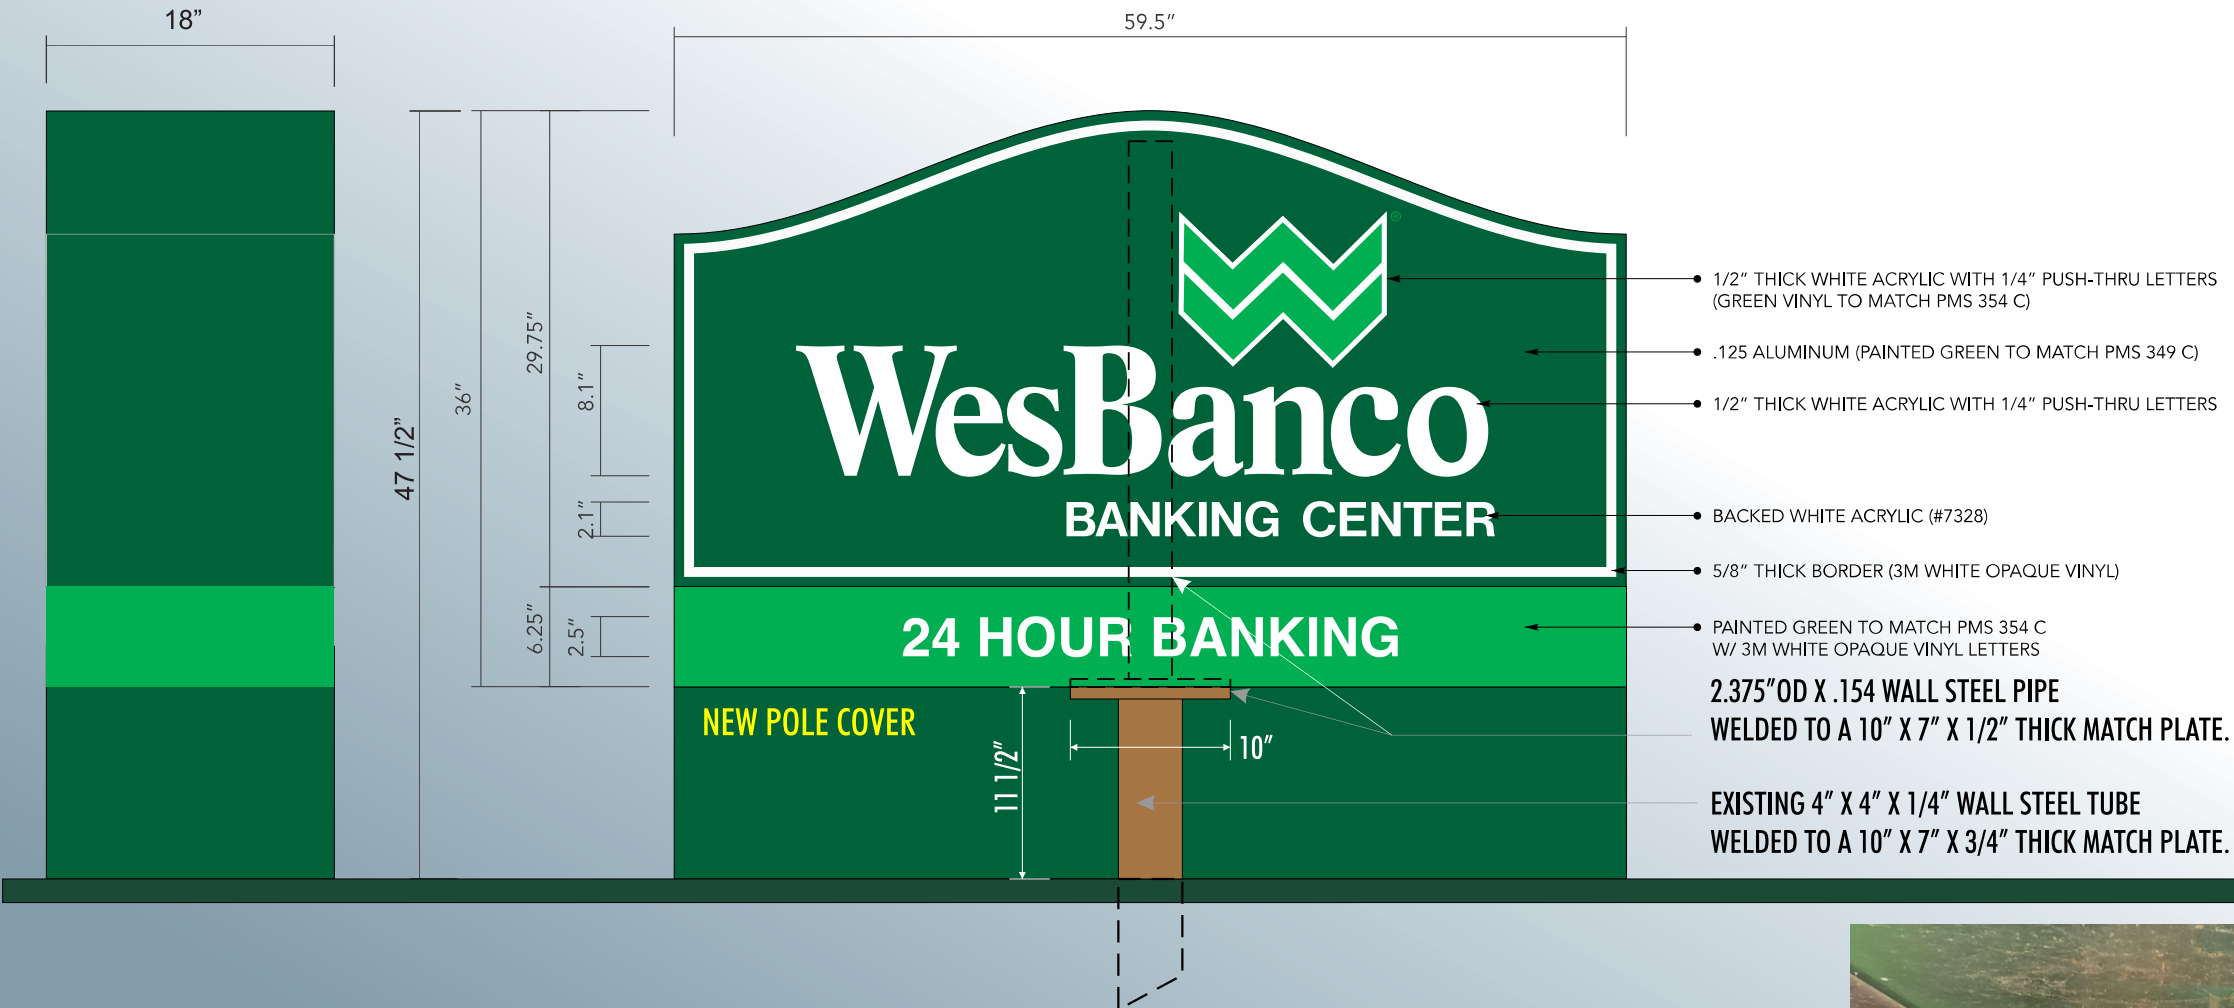 18”
59.5”
47 1/2”
36”
29.75”
8.1”
2.1”
6.25”
2.5”
®
WesBanco
BANKING CENTER
24 HOUR BANKING
NEW POLE COVER
11 1/2”
10”
1/2” THICK WHITE ACRYLIC WITH 1/4” PUSH-THRU LETTERS
(GREEN VINYL TO MATCH PMS 354 C)
.125 ALUMINUM (PAINTED GREEN TO MATCH PMS 349 C)
1/2” THICK WHITE ACRYLIC WITH 1/4” PUSH-THRU LETTERS
BACKED WHITE ACRYLIC (#7328)
5/8” THICK BORDER (3M WHITE OPAQUE VINYL)
PAINTED GREEN TO MATCH PMS 354 C
W/ 3M WHITE OPAQUE VINYL LETTERS
2.375”OD X .154 WALL STEEL PIPE
WELDED TO A 10” X 7” X 1/2” THICK MATCH PLATE.
EXISTING 4” X 4” X 1/4” WALL STEEL TUBE
WELDED TO A 10” X 7” X 3/4” THICK MATCH PLATE.